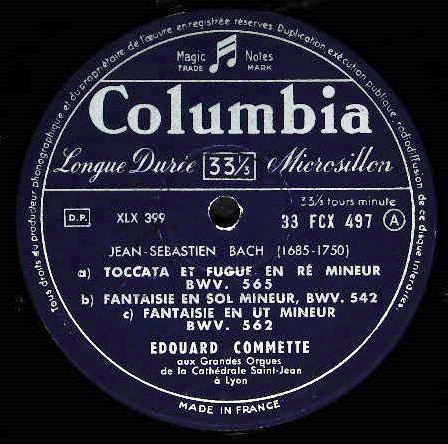 Tous droits du producteur phonographique et du propriétaire de l'œuvre enregistrée réservés Duplication exécution publique radiodiffusion de ce disque interdites
Magic Notes
TRADE MARK
Columbia
Longue Durée 33⅓ Microsillon
33⅓ tours minute
D.P. XLX 399 33 FCX 497 A
JEAN-SEBASTIEN BACH (1685-1750)
a) TOCCATA ET FUGUE EN RÉ MINEUR
BWV. 565
b) FANTAISIE EN SOL MINEUR, BWV. 542
c) FANTAISIE EN UT MINEUR
BWV. 562
EDOUARD COMMETTE
aux Grandes Orgues
de la Cathédrale Saint-Jean
à Lyon
MADE IN FRANCE